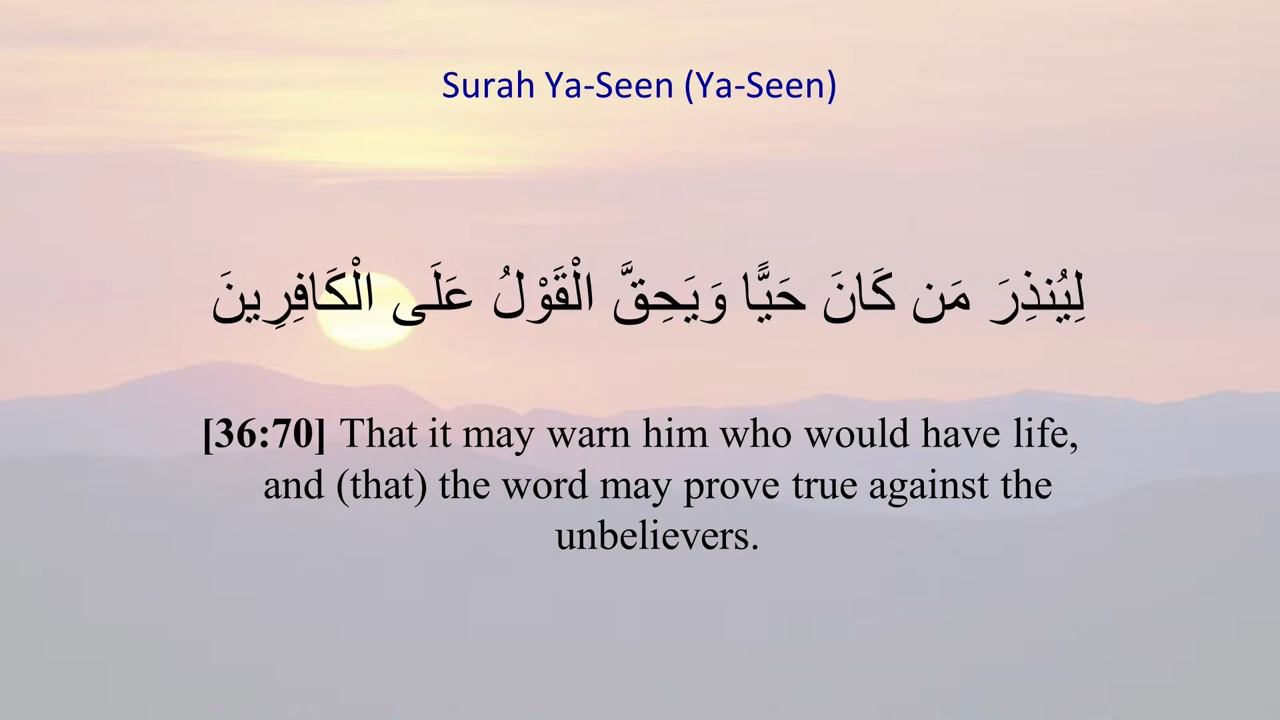 Surah Ya-Seen (Ya-Seen)
لِيُنذِرَ مَن كَانَ حَيًّا وَيَحِقَّ الْقَوْلُ عَلَى الْكَافِرِينَ
[36:70] That it may warn him who would have life,
and (that) the word may prove true against the
unbelievers.